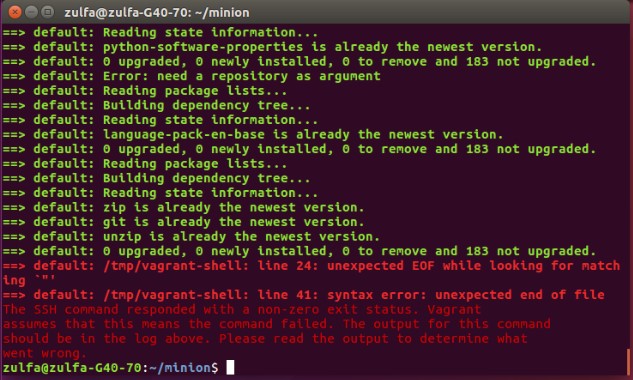 zulfa@zulfa-G40-70: ~/minion
==> default: Reading state information...
==> default: python-software-properties is already the newest version.
==> default: 0 upgraded, 0 newly installed, 0 to remove and 183 not upgraded.
==> default: Error: need a repository as argument
==> default: Reading package lists...
==> default: Building dependency tree...
==> default: Reading state information...
==> default: language-pack-en-base is already the newest version.
==> default: 0 upgraded, 0 newly installed, 0 to remove and 183 not upgraded.
==> default: Reading package lists...
==> default: Building dependency tree...
==> default: Reading state information...
==> default: zip is already the newest version.
==> default: git is already the newest version.
==> default: unzip is already the newest version.
==> default: 0 upgraded, 0 newly installed, 0 to remove and 183 not upgraded.
==> default: /tmp/vagrant-shell: line 24: unexpected EOF while looking for match
ing `"'
==> default: /tmp/vagrant-shell: line 41: syntax error: unexpected end of file
The SSH command responded with a non-zero exit status. Vagrant
assumes that this means the command failed. The output for this command
should be in the log above. Please read the output to determine what
went wrong.
zulfa@zulfa-G40-70:~/minion$